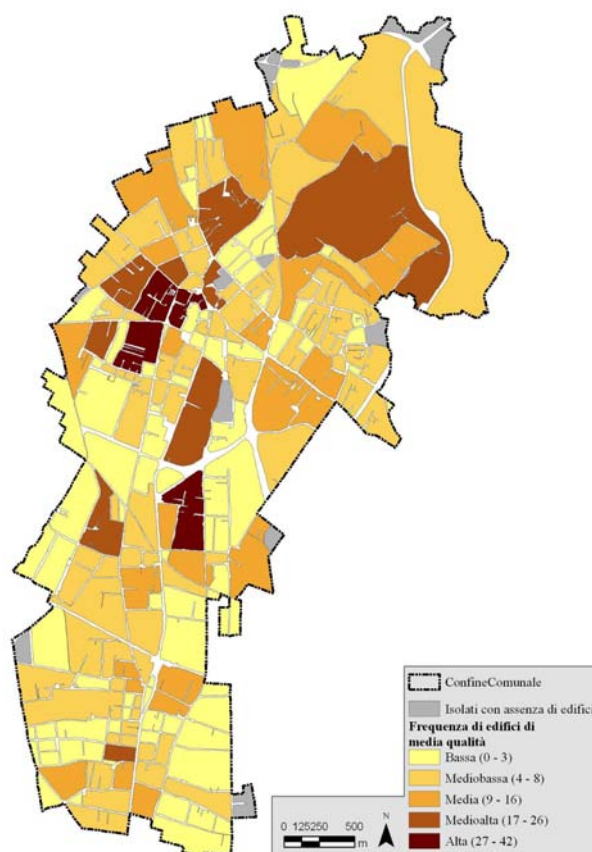 ConfineComunale
Isolati con assenza di edifici
Frequenza di edifici di
media qualità
Bassa (0 - 3)
Mediobassa (4 - 8)
Media (9 - 16)
Medioalta (17 - 26)
Alta (27 - 42)
0 125250 500
m
N